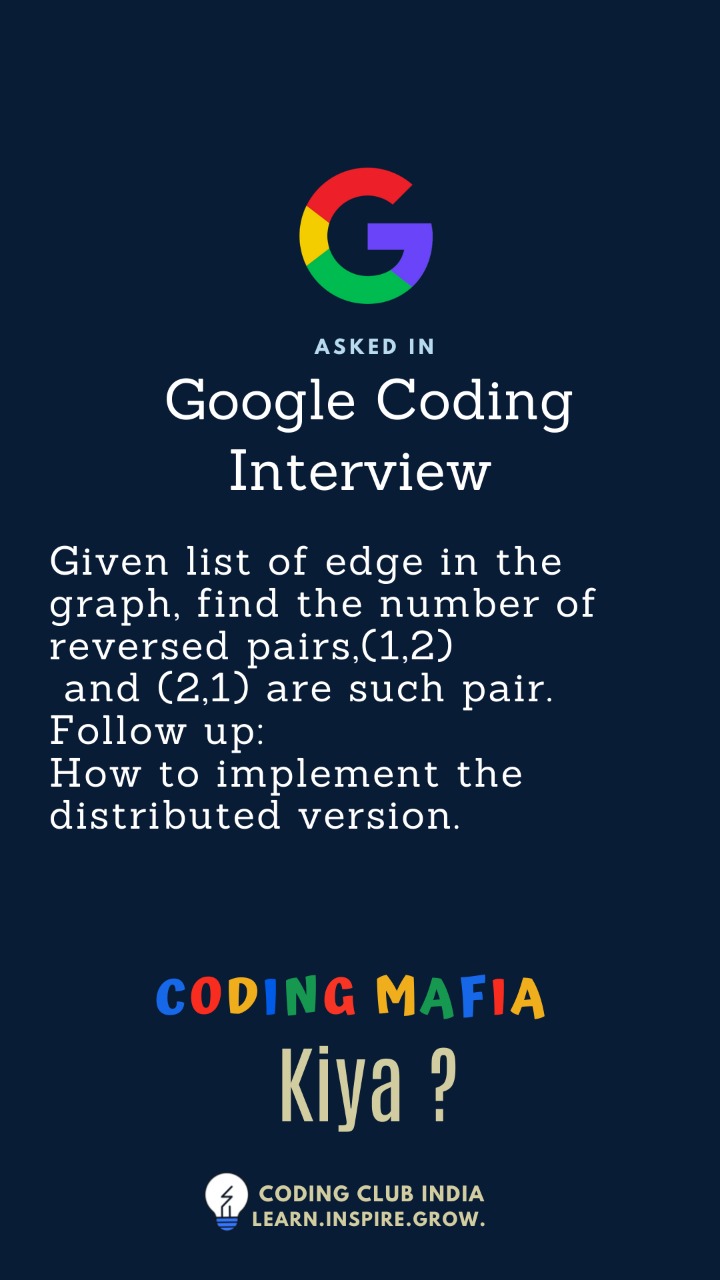 ASKED IN
Google Coding
Interview
Given list of edge in the
graph, find the number of
reversed pairs,(1,2)
and (2,1) are such pair.
Follow up:
How to implement the
distributed version.
CODING MAFIA
Kiya ?
CODING CLUB INDIA
LEARN.INSPIRE.GROW.